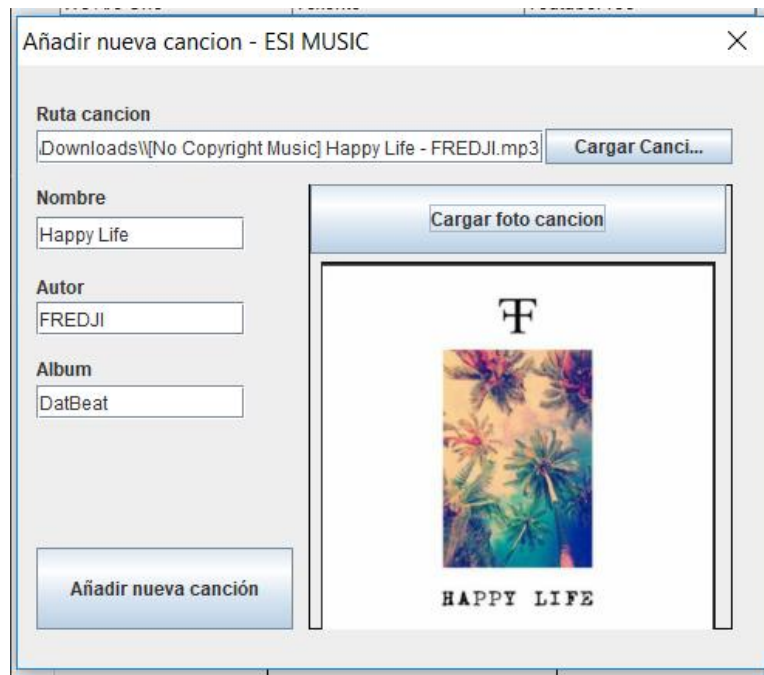 Añadir nueva cancion - ESI MUSIC
Ruta cancion
\Downloads\\[No Copyright Music] Happy Life - FREDJI.mp3
Cargar Canci...
Nombre
Happy Life
Cargar foto cancion
Autor
FREDJI
Album
DatBeat
Añadir nueva canción
HAPPY LIFE